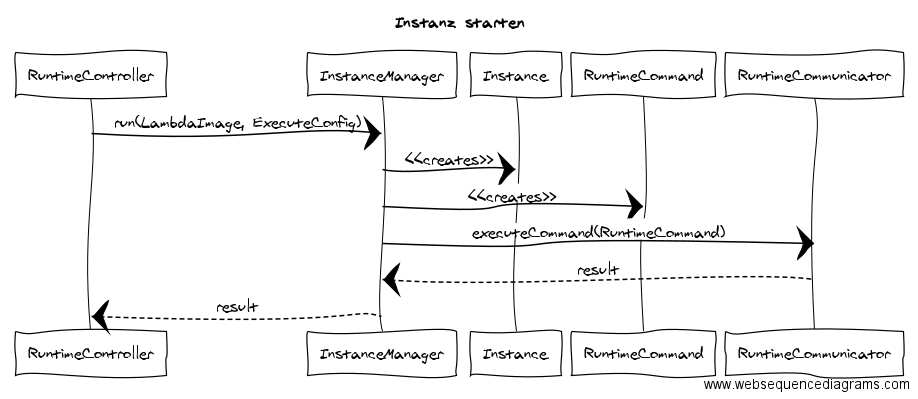 Instanz starten
RuntimeController InstanceManager Instance RuntimeCommand RuntimeCommunicator
run(LambdaImage, ExecuteConfig)
<<creates>>
<<creates>>
executeCommand(RuntimeCommand)
result
result
RuntimeController InstanceManager Instance RuntimeCommand RuntimeCommunicator
www.websequencediagrams.com